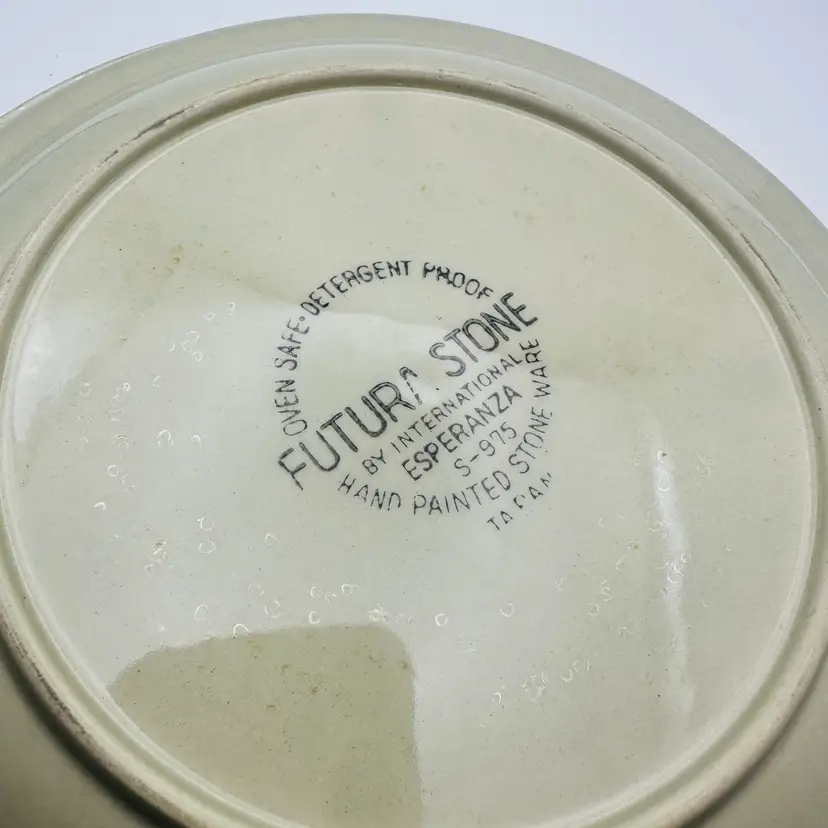 OVEN SAFE·DETERGENT PROOF
FUTURA STONE
BY INTERNATIONAL
ESPERANZA
S-975
HAND PAINTED STONE WARE
JAPAN